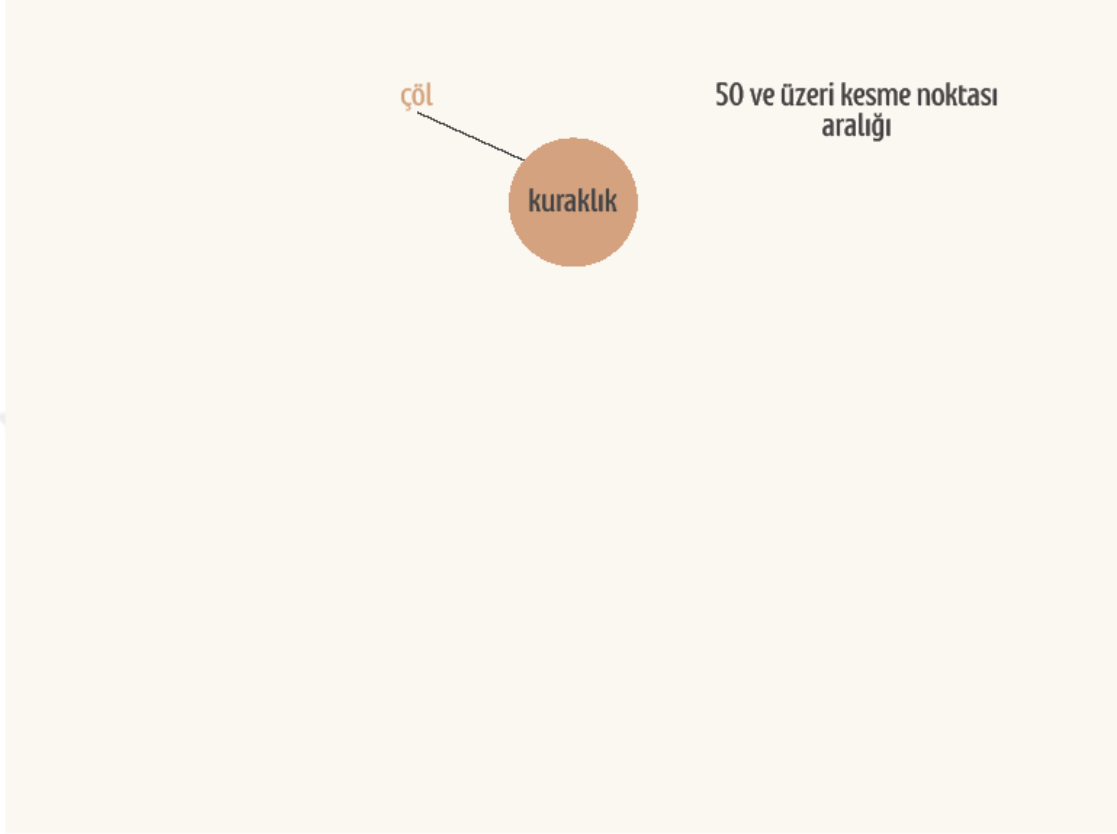 çöl
50 ve üzeri kesme noktası
aralığı
kuraklık